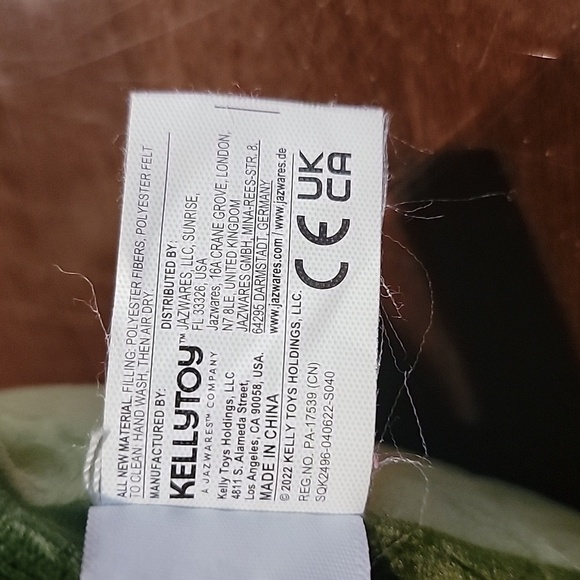 ALL NEW MATERIAL, FILLING: POLYESTER FIBERS, POLYESTER FELT
TO CLEAN: HAND WASH, THEN AIR DRY.
MANUFACTURED BY:
KELLYTOY™
A JAZWARES™ COMPANY
Kelly Toys Holdings, LLC
4811 S. Alameda Street,
Los Angeles, CA 90058, USA.
MADE IN CHINA
DISTRIBUTED BY:
JAZWARES, LLC, SUNRISE,
FL 33326, USA
Jazwares, 16A CRANE GROVE, LONDON,
N7 8LE, UNITED KINGDOM
JAZWARES GMBH, MINA-REES-STR. 8,
64295 DARMSTADT, GERMANY
www.jazwares.com / www.jazwares.de
© 2022 KELLY TOYS HOLDINGS, LLC.
REG.NO. PA-17539 (CN)
SQK2496-040622-S040
CE
UK
CA